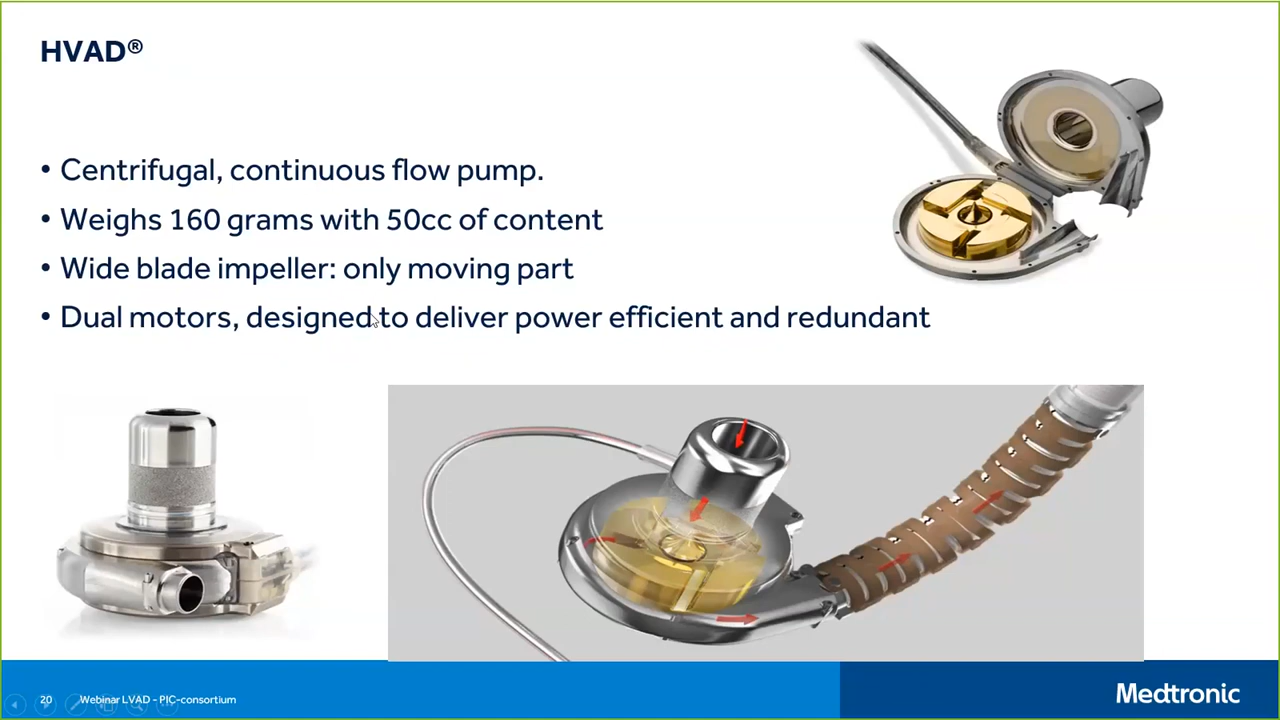 HVAD®
• Centrifugal, continuous flow pump.
• Weighs 160 grams with 50cc of content
• Wide blade impeller: only moving part
• Dual motors, designed to deliver power efficient and redundant
20 Webinar LVAD - PIC-consortium
Medtronic